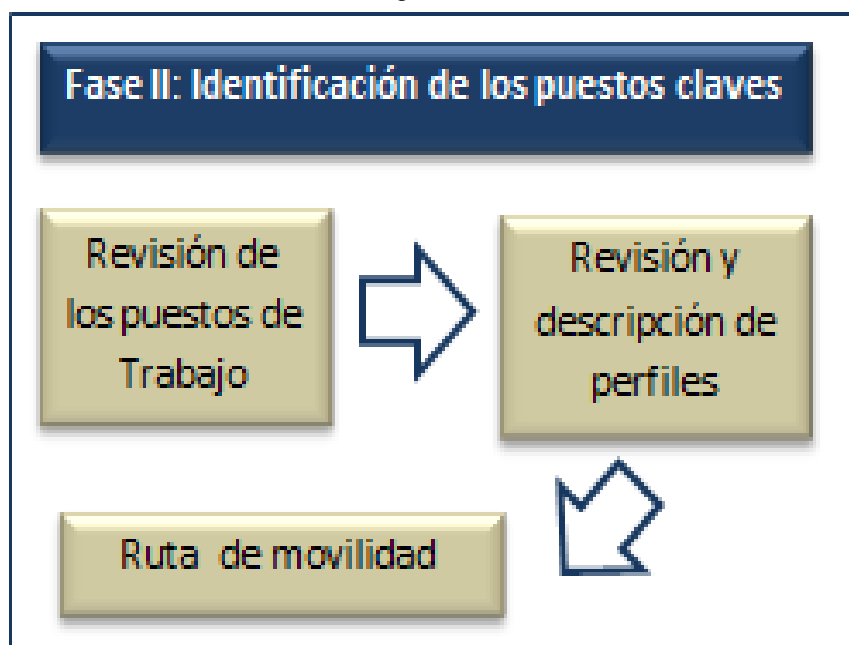 Fase II: Identificación de los puestos claves
Revisión de
los puestos de
Trabajo
Revisión y
descripción de
perfiles
Ruta de movilidad